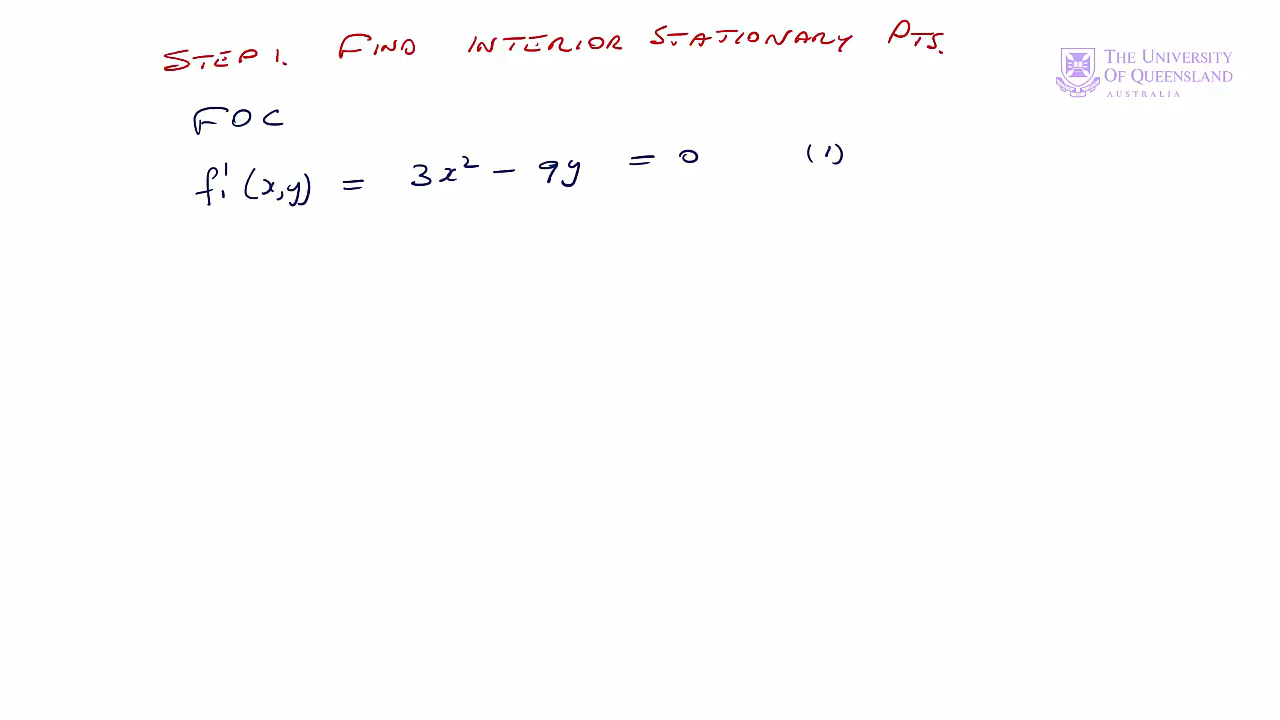 STEP 1. FIND INTERIOR STATIONARY PTS.
THE UNIVERSITY
OF QUEENSLAND
AUSTRALIA
FOC
f₁'(x,y) = 3x² - 9y = 0 (1)